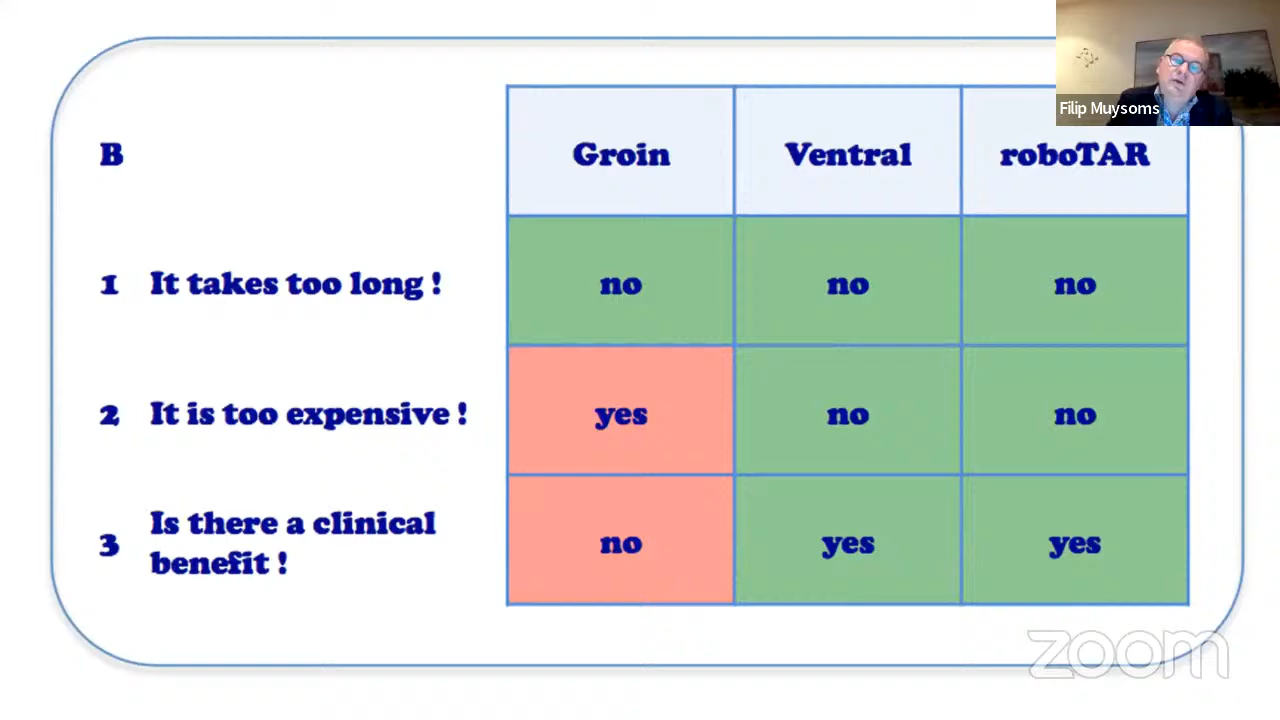 Filip Muysoms
B
Groin
Ventral
roboTAR
1 It takes too long !
no
no
no
2 It is too expensive !
yes
no
no
3 Is there a clinical
benefit !
no
yes
yes
zoom